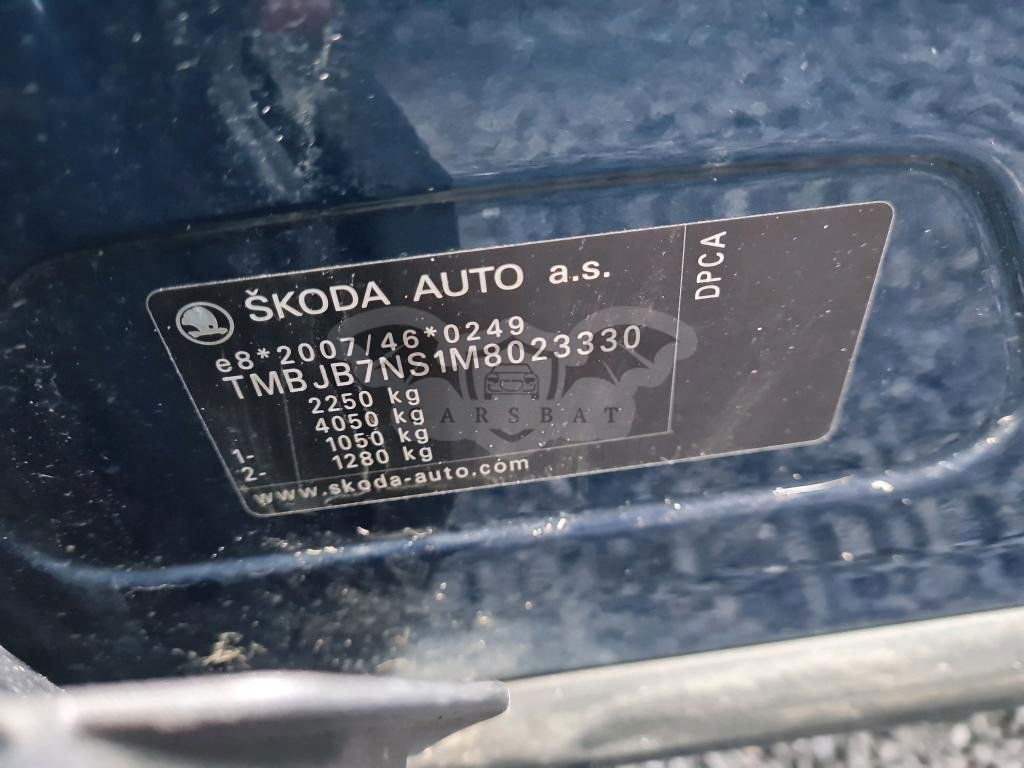 ŠKODA AUTO a.s.
e8*2007/46*0249
TMBJB7NS1M8023330
2250 kg
4050 kg
1- 1050 kg
2- 1280 kg
www.skoda-auto.com
DPCA
ARSBAT